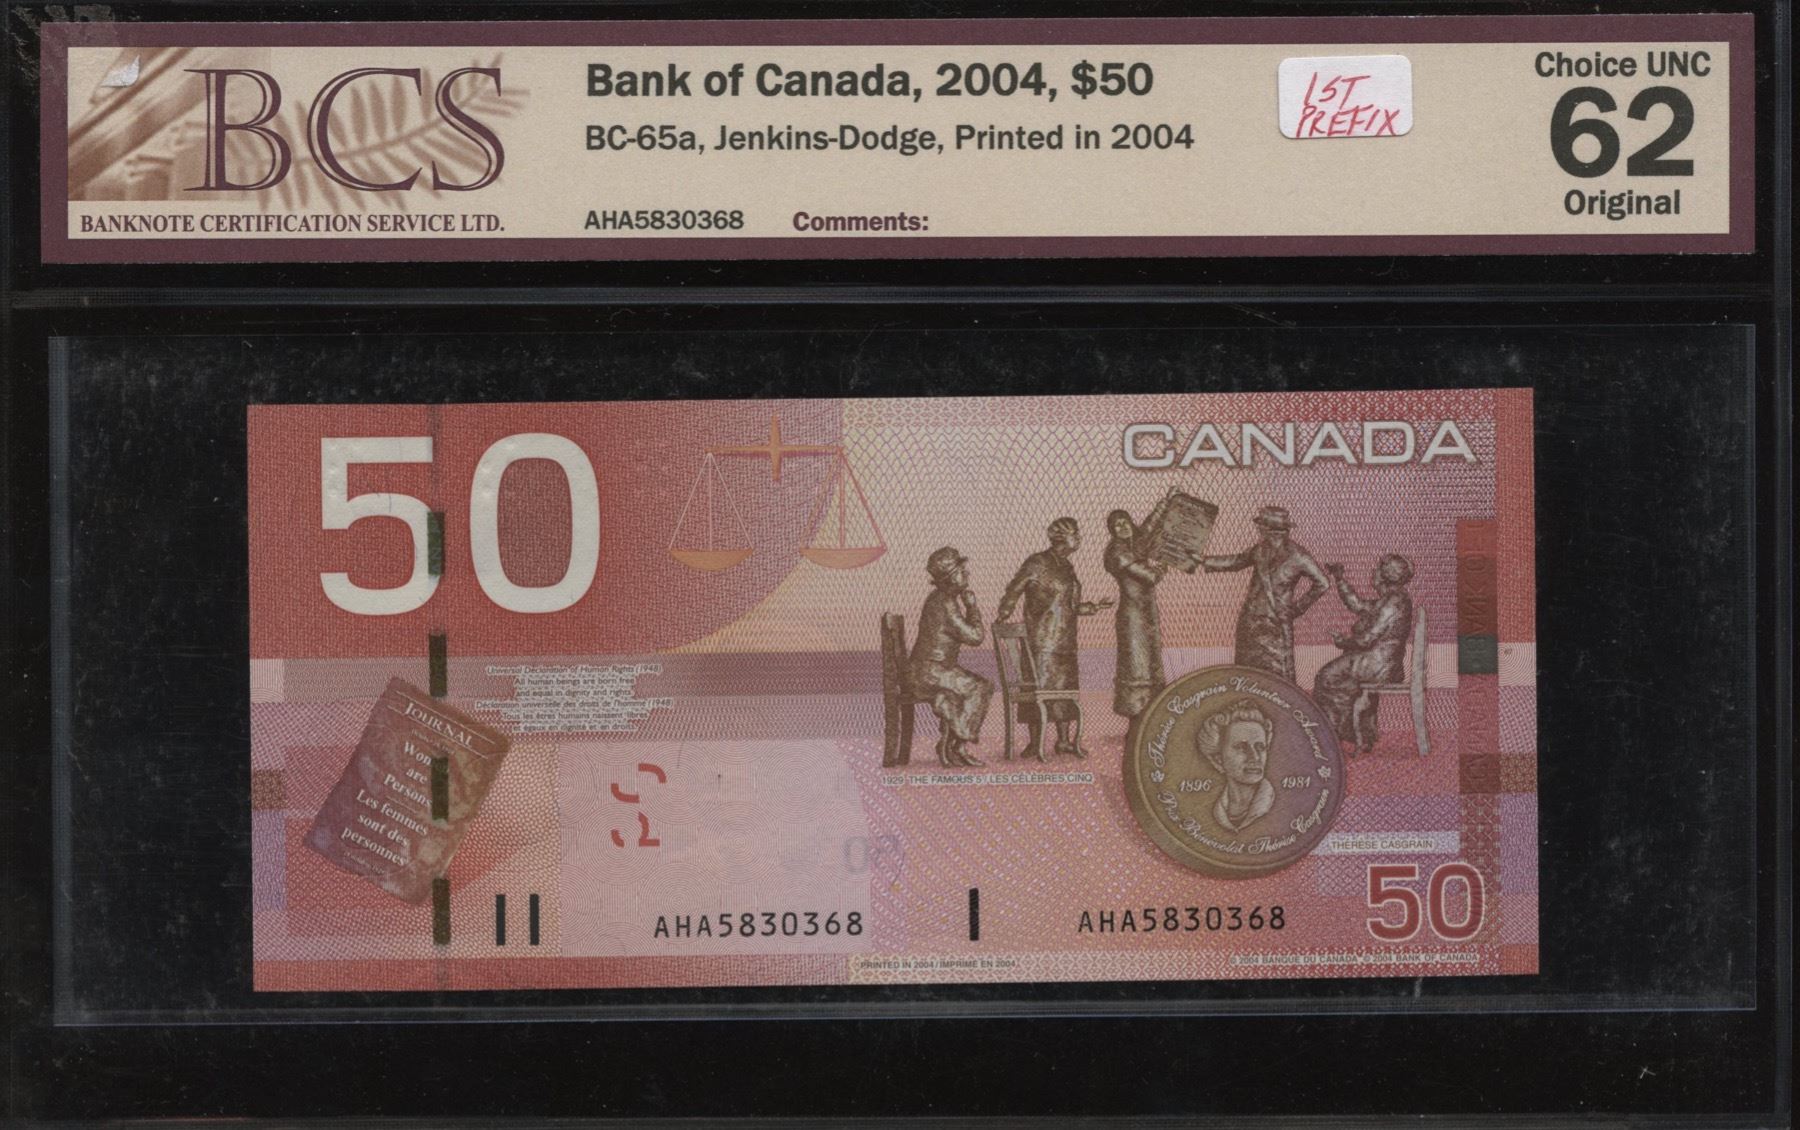 BCS
BANKNOTE CERTIFICATION SERVICE LTD.
Bank of Canada, 2004, $50
BC-65a, Jenkins-Dodge, Printed in 2004
AHA5830368 Comments:
1ST
PREFIX
Choice UNC
62
Original
50
CANADA
Universal Declaration of Human Rights (1948)
All human beings are born free
and equal in dignity and rights
Déclaration universelle des droits de l'homme (1948)
Tous les êtres humains naissent libres
et égaux en dignité et en droits
JOURNAL
Women
are
Persons
Les femmes
sont des
personnes
1929 THE FAMOUS 5 / LES CÉLÈBRES CINQ
Thérèse Casgrain Volunteer Award
1896 1981
Prix Bénévolat Thérèse Casgrain
THÉRÈSE CASGRAIN
50
AHA5830368
AHA5830368
PRINTED IN 2004 / IMPRIMÉ EN 2004
© 2004 BANQUE DU CANADA © 2004 BANK OF CANADA